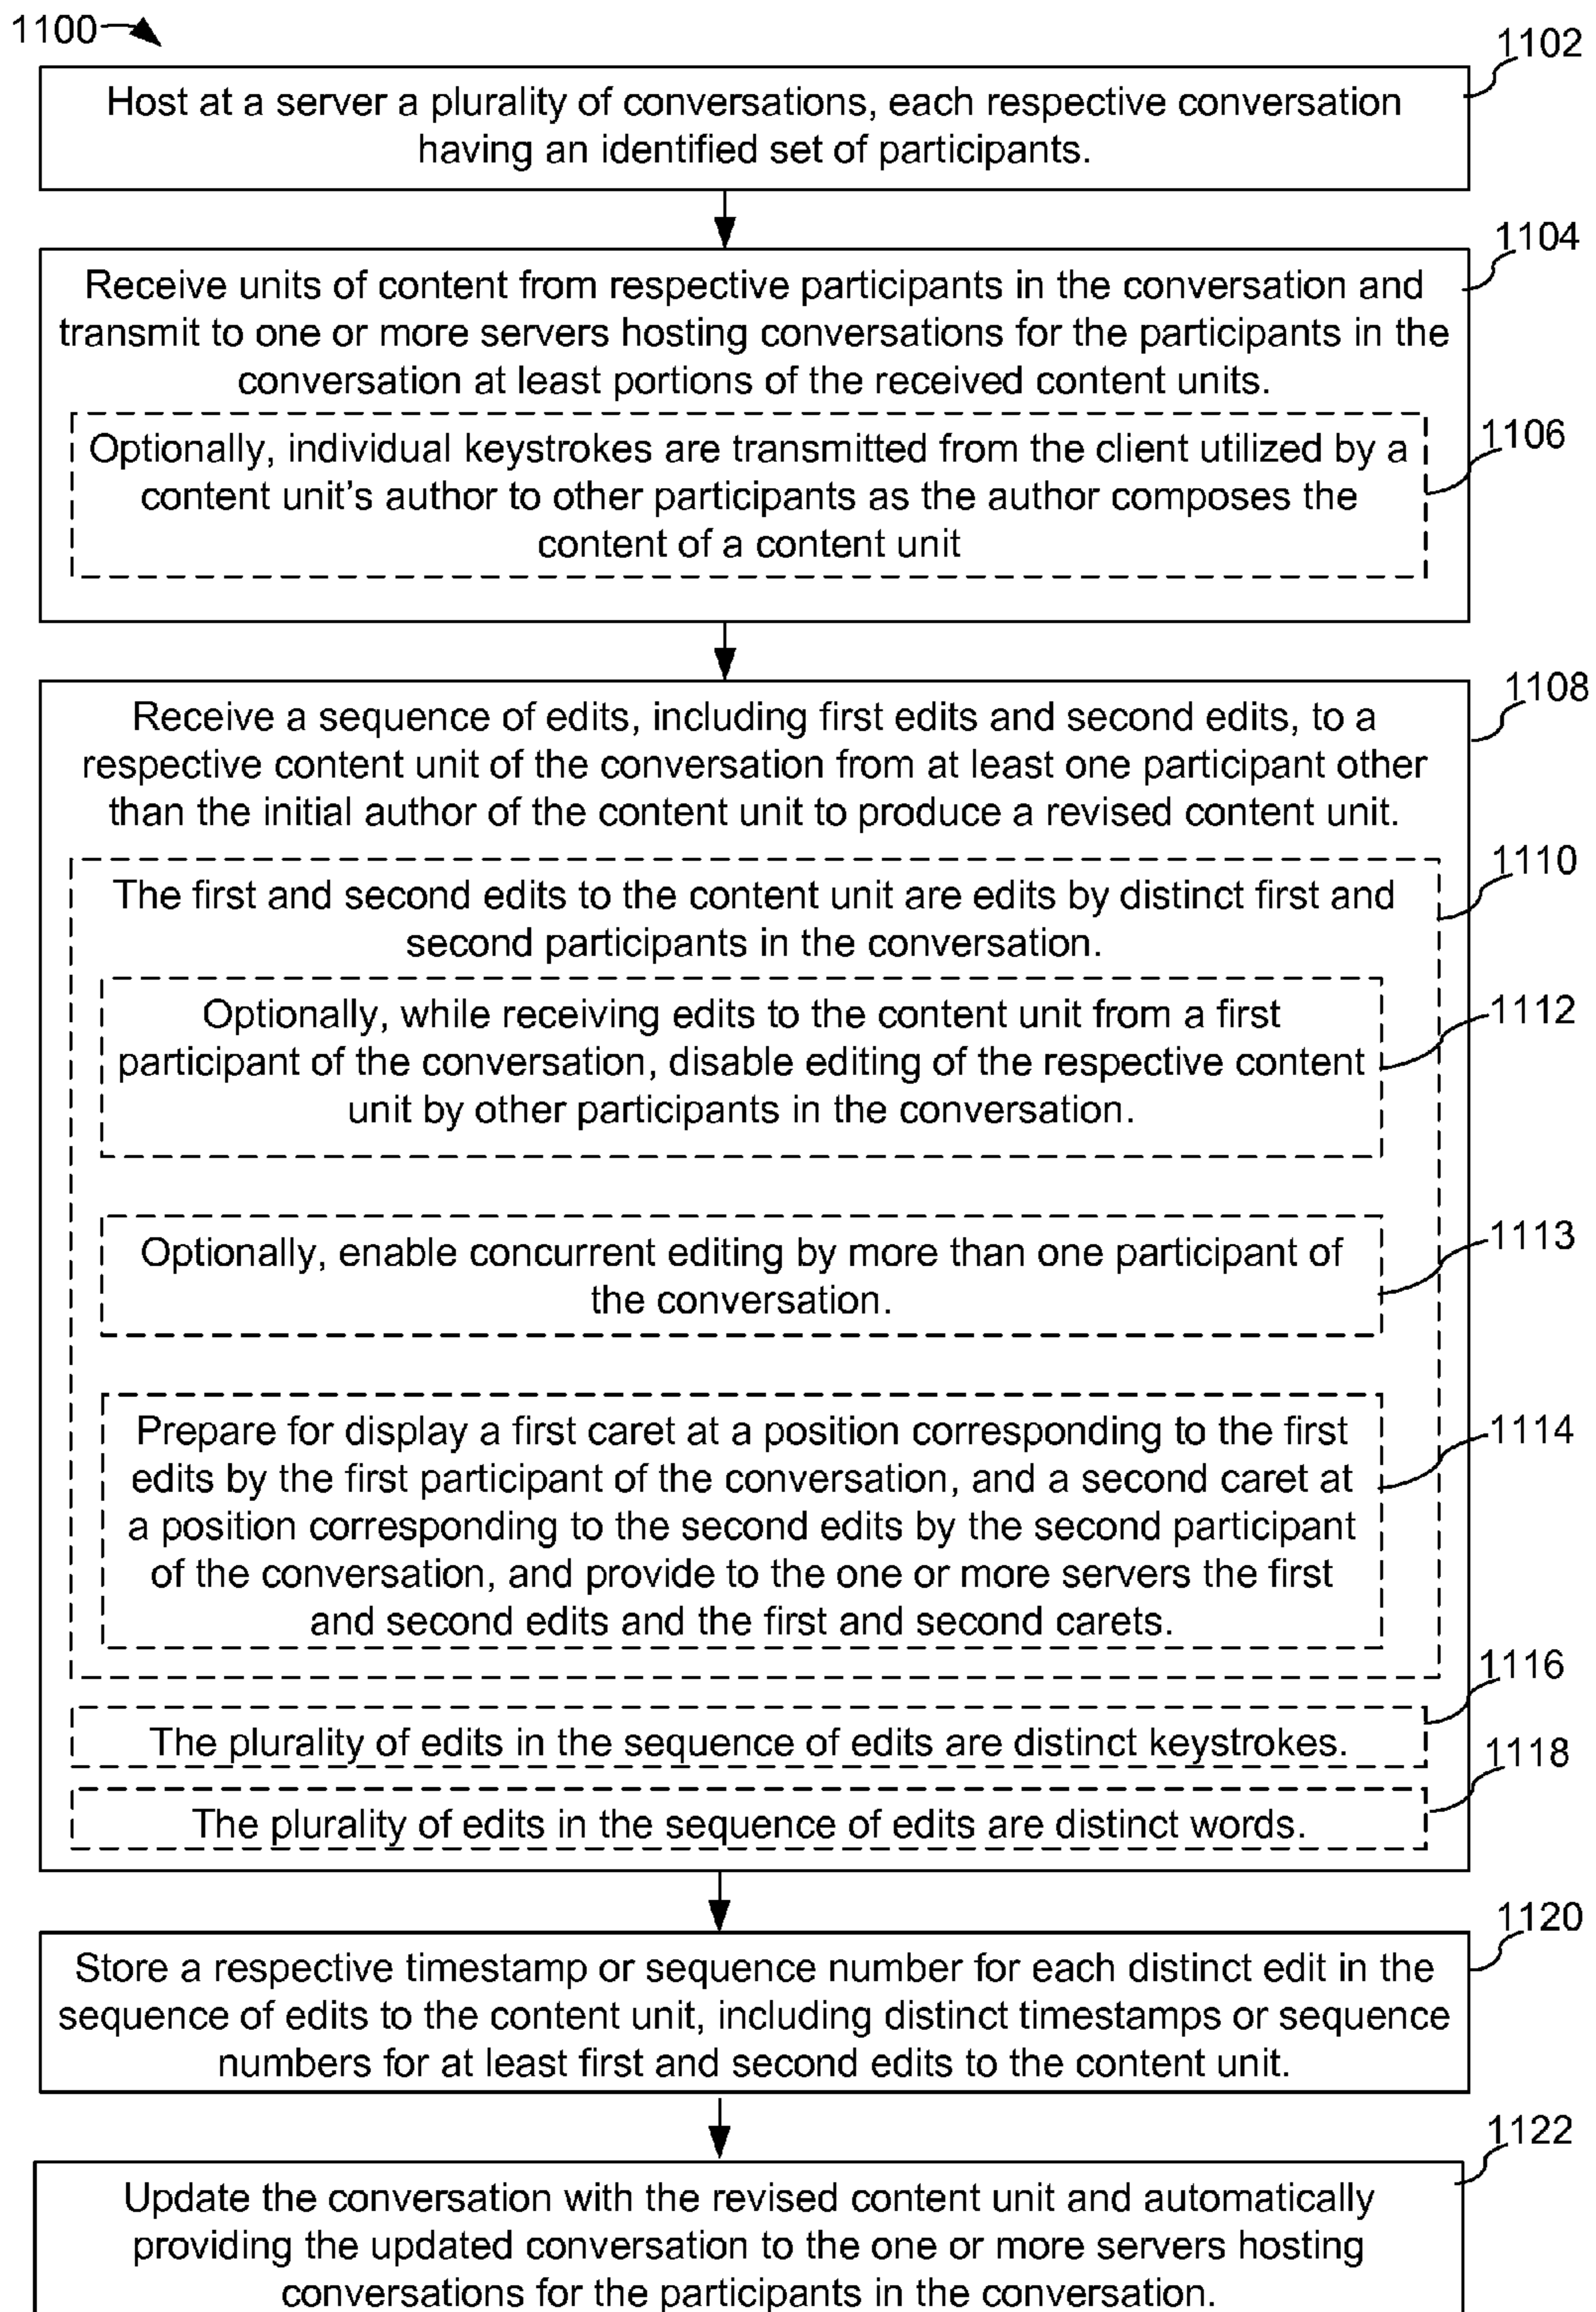 1100
1102
Host at a server a plurality of conversations, each respective conversation
having an identified set of participants.
1104
Receive units of content from respective participants in the conversation and
transmit to one or more servers hosting conversations for the participants in the
conversation at least portions of the received content units.
1106
Optionally, individual keystrokes are transmitted from the client utilized by a
content unit's author to other participants as the author composes the
content of a content unit
1108
Receive a sequence of edits, including first edits and second edits, to a
respective content unit of the conversation from at least one participant other
than the initial author of the content unit to produce a revised content unit.
1110
The first and second edits to the content unit are edits by distinct first and
second participants in the conversation.
1112
Optionally, while receiving edits to the content unit from a first
participant of the conversation, disable editing of the respective content
unit by other participants in the conversation.
1113
Optionally, enable concurrent editing by more than one participant of
the conversation.
1114
Prepare for display a first caret at a position corresponding to the first
edits by the first participant of the conversation, and a second caret at
a position corresponding to the second edits by the second participant
of the conversation, and provide to the one or more servers the first
and second edits and the first and second carets.
1116
The plurality of edits in the sequence of edits are distinct keystrokes.
1118
The plurality of edits in the sequence of edits are distinct words.
1120
Store a respective timestamp or sequence number for each distinct edit in the
sequence of edits to the content unit, including distinct timestamps or sequence
numbers for at least first and second edits to the content unit.
1122
Update the conversation with the revised content unit and automatically
providing the updated conversation to the one or more servers hosting
conversations for the participants in the conversation.